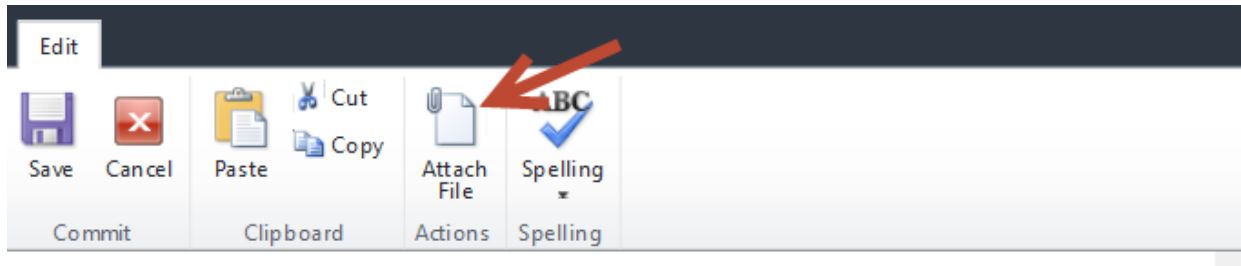 Edit
Cut
ABC
Copy
Save Cancel Paste Attach File Spelling
Commit Clipboard Actions Spelling